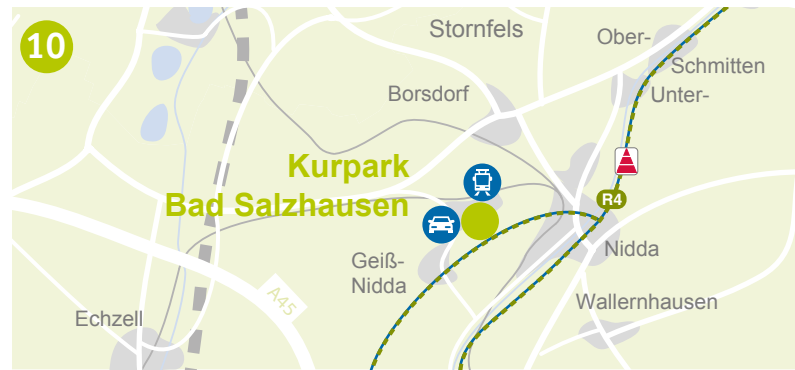 10
Stornfels
Ober-
Schmitten
Unter-
Borsdorf
Kurpark
Bad Salzhausen
R4
Geiß-
Nidda
Nidda
A45
Wallernhausen
Echzell